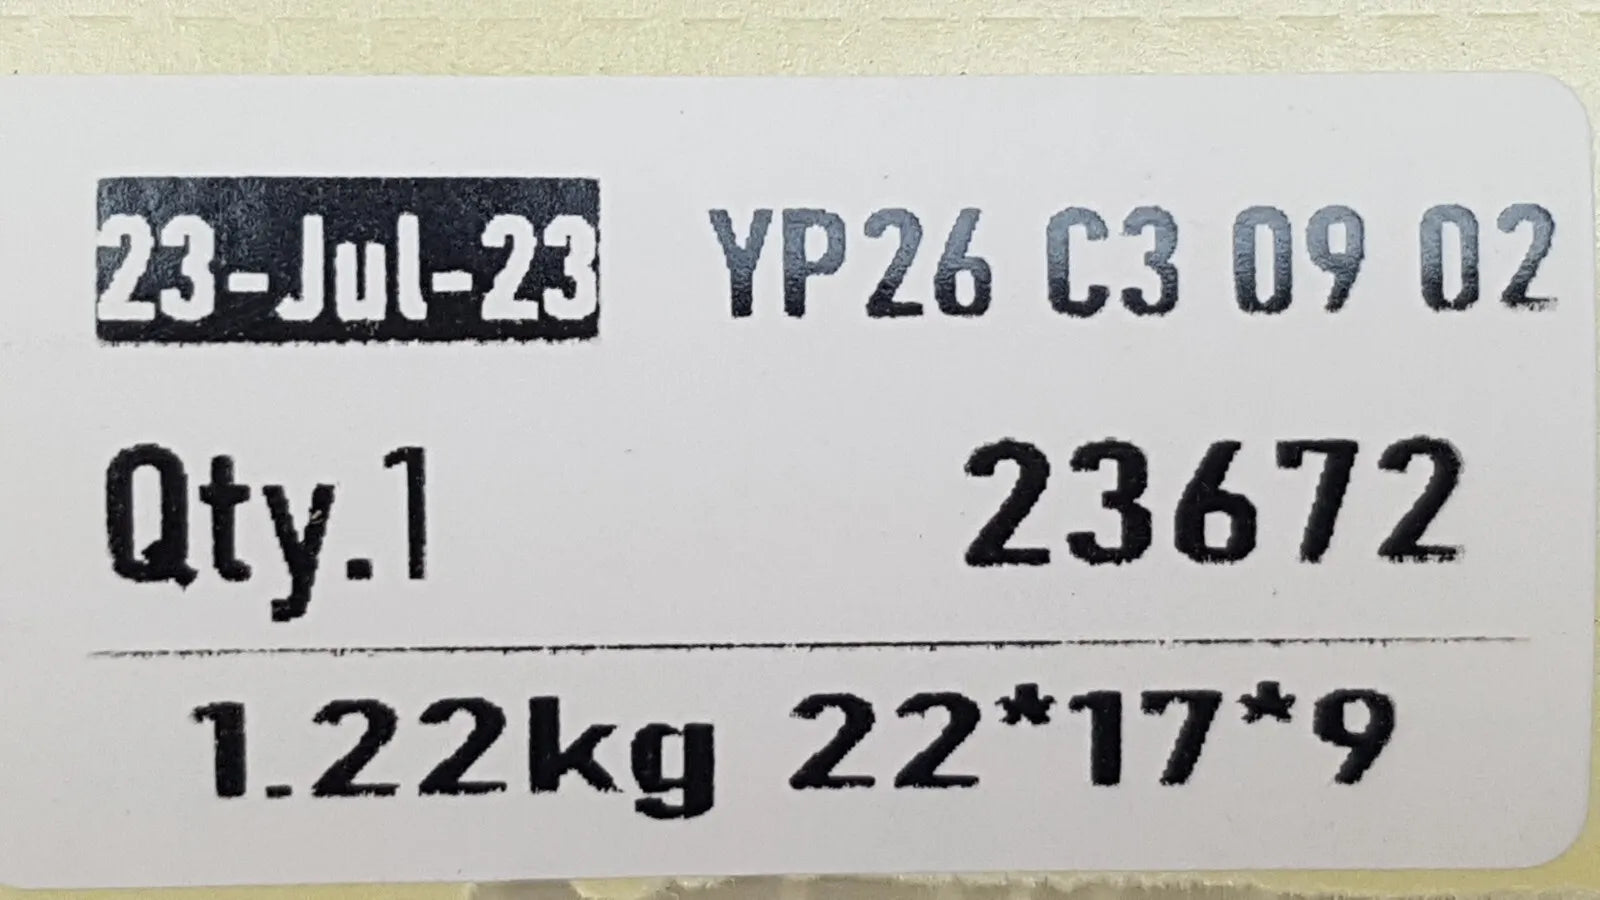 23-Jul-23 YP26 C3 09 02
Qty.1 23672
1.22kg 22*17*9